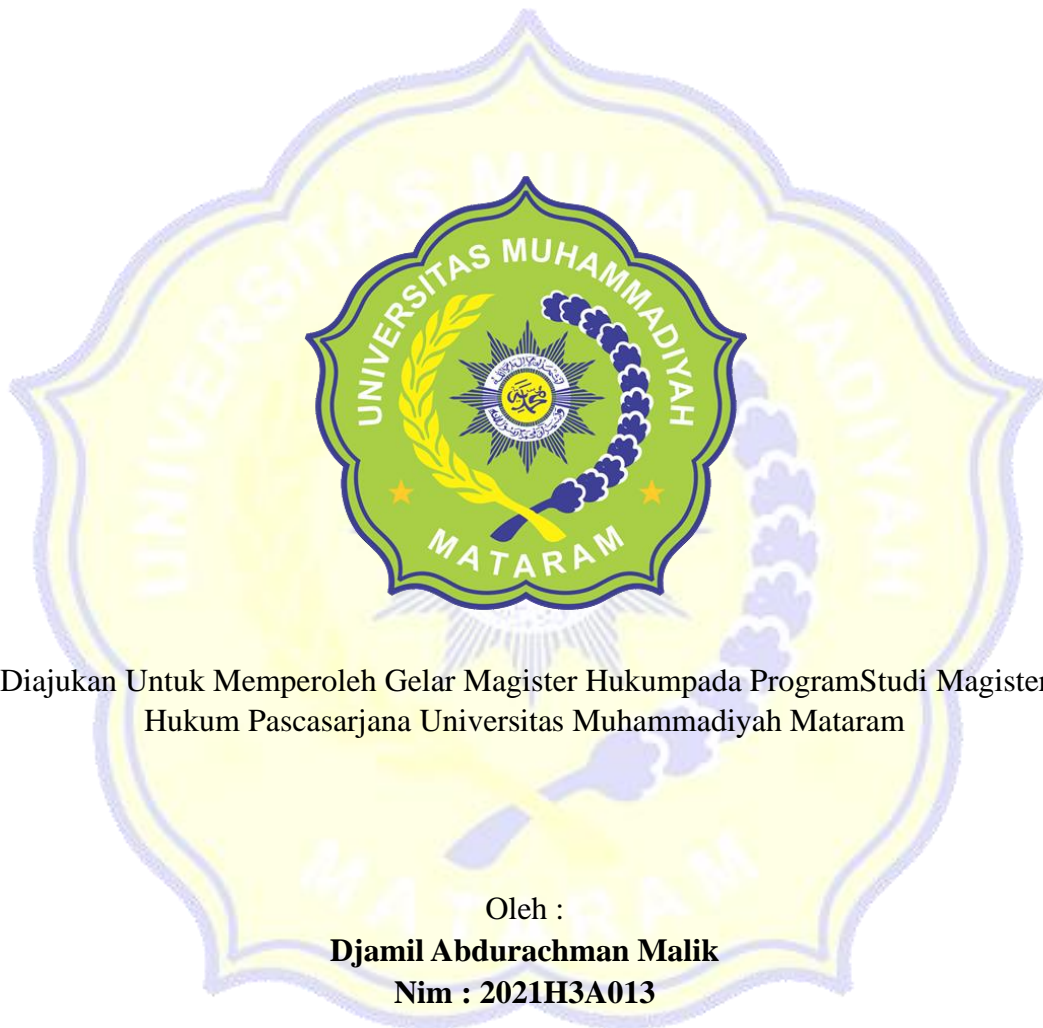 UNIVERSITAS MUHAMMADIYAH
MATARAM
Diajukan Untuk Memperoleh Gelar Magister Hukumpada ProgramStudi Magister
Hukum Pascasarjana Universitas Muhammadiyah Mataram
Oleh :
Djamil Abdurachman Malik
Nim : 2021H3A013